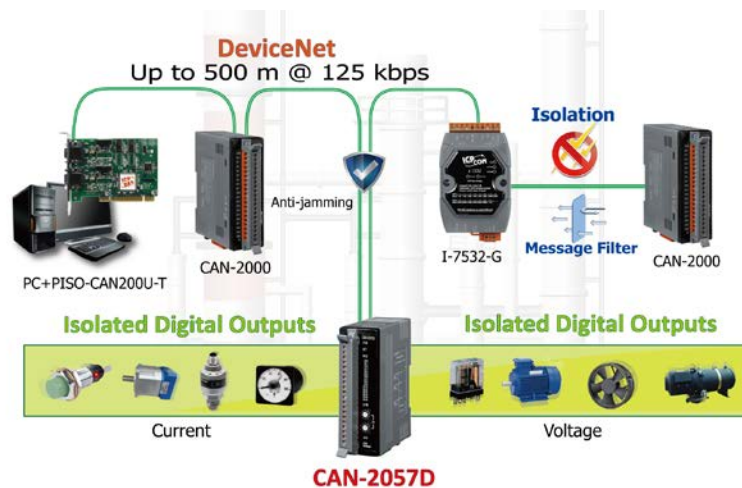 DeviceNet
Up to 500 m @ 125 kbps
Isolation
Anti-jamming
Message Filter
PC+PISO-CAN200U-T
CAN-2000
I-7532-G
CAN-2000
Isolated Digital Outputs
Isolated Digital Outputs
Current
Voltage
CAN-2057D